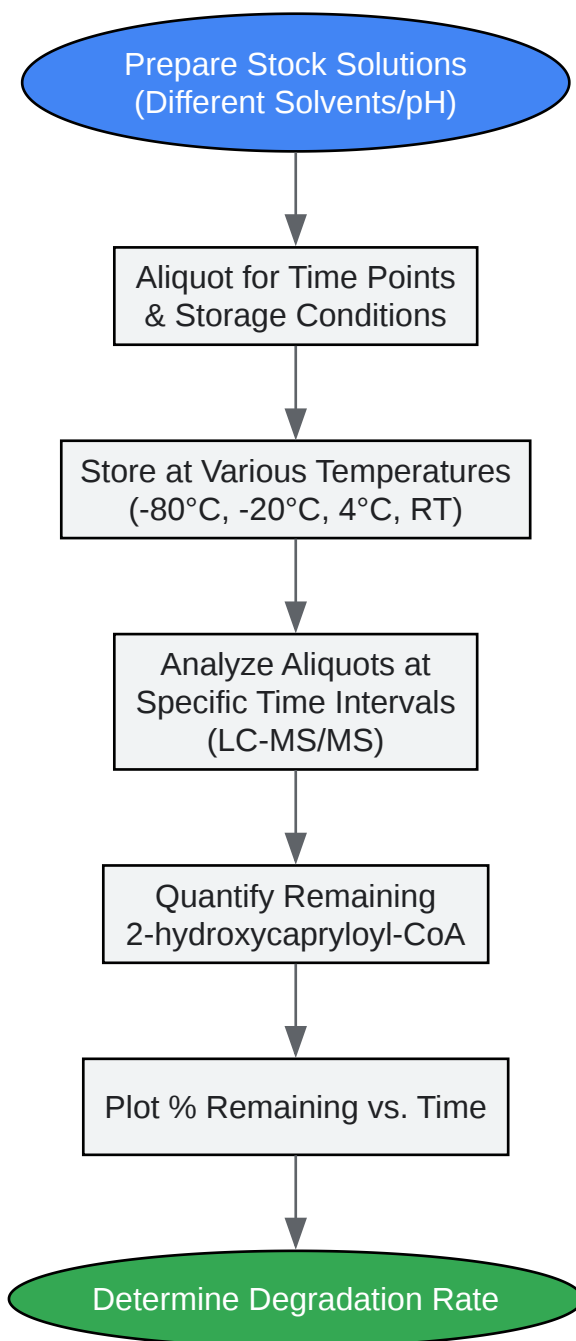 Prepare Stock Solutions
(Different Solvents/pH)
Aliquot for Time Points
& Storage Conditions
Store at Various Temperatures
(-80°C, -20°C, 4°C, RT)
Analyze Aliquots at
Specific Time Intervals
(LC-MS/MS)
Quantify Remaining
2-hydroxycapryloyl-CoA
Plot % Remaining vs. Time
Determine Degradation Rate